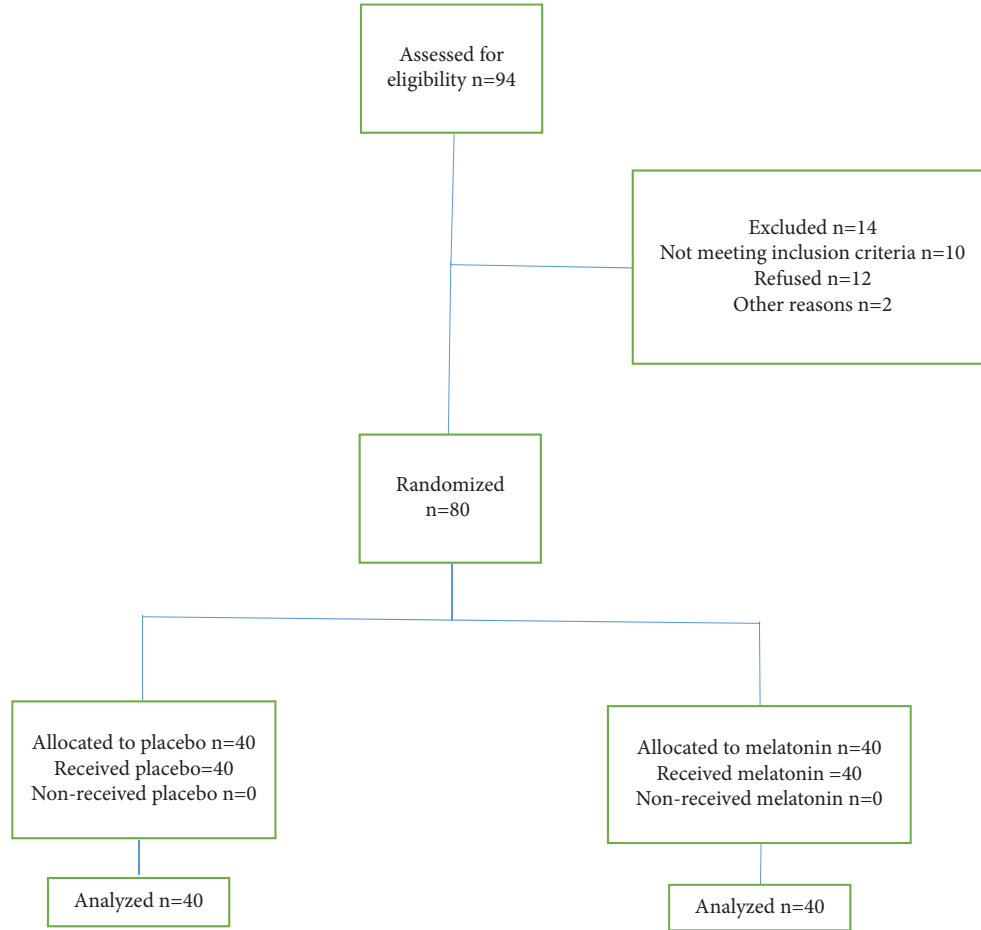 Assessed for
eligibility n=94
Excluded n=14
Not meeting inclusion criteria n=10
Refused n=12
Other reasons n=2
Randomized
n=80
Allocated to placebo n=40
Received placebo=40
Non-received placebo n=0
Allocated to melatonin n=40
Received melatonin =40
Non-received melatonin n=0
Analyzed n=40
Analyzed n=40